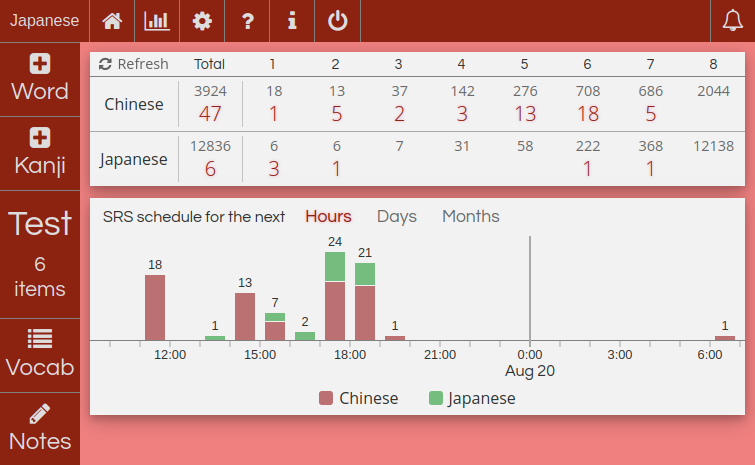 Japanese
Word
Kanji
Test
6
items
Vocab
Notes
Refresh Total 1 2 3 4 5 6 7 8
Chinese 3924 18 13 37 142 276 708 686 2044
47 1 5 2 3 13 18 5
Japanese 12836 6 6 7 31 58 222 368 12138
6 3 1 1 1
SRS schedule for the next Hours Days Months
18 1 13 7 2 24 21 1 1
12:00 15:00 18:00 21:00 0:00 3:00 6:00
Aug 20
Chinese Japanese